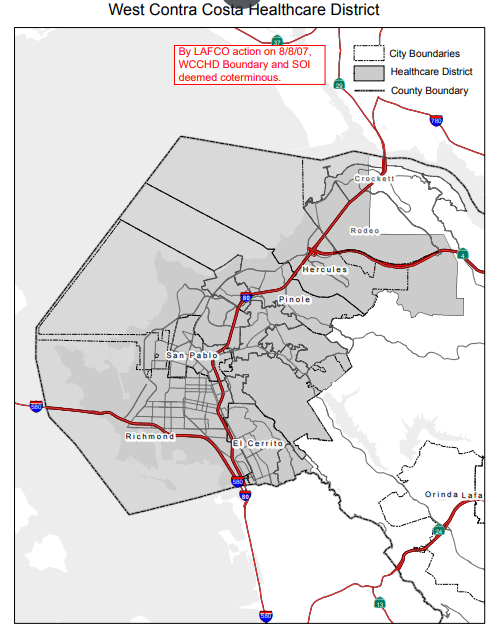 West Contra Costa Healthcare District
By LAFCO action on 8/8/07,
WCCHD Boundary and SOI
deemed coterminous.
City Boundaries
Healthcare District
County Boundary
37
29
780
Crockett
Rodeo
4
Hercules
80
Pinole
San Pablo
580
Richmond
El Cerrito
580
80
Orinda Lafa
24
13
580